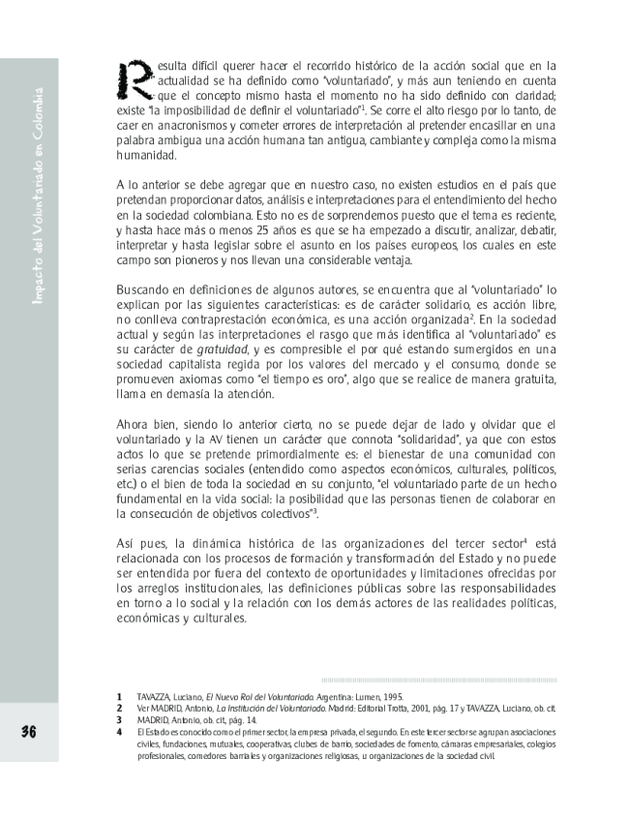 Impacto del Voluntariado en Colombia
Resulta difícil querer hacer el recorrido histórico de la acción social que en la
actualidad se ha definido como “voluntariado”, y más aun teniendo en cuenta
que el concepto mismo hasta el momento no ha sido definido con claridad;
existe “la imposibilidad de definir el voluntariado”1. Se corre el alto riesgo por lo tanto, de
caer en anacronismos y cometer errores de interpretación al pretender encasillar en una
palabra ambigua una acción humana tan antigua, cambiante y compleja como la misma
humanidad.
A lo anterior se debe agregar que en nuestro caso, no existen estudios en el país que
pretendan proporcionar datos, análisis e interpretaciones para el entendimiento del hecho
en la sociedad colombiana. Esto no es de sorprendernos puesto que el tema es reciente,
y hasta hace más o menos 25 años es que se ha empezado a discutir, analizar, debatir,
interpretar y hasta legislar sobre el asunto en los países europeos, los cuales en este
campo son pioneros y nos llevan una considerable ventaja.
Buscando en definiciones de algunos autores, se encuentra que al “voluntariado” lo
explican por las siguientes características: es de carácter solidario, es acción libre,
no conlleva contraprestación económica, es una acción organizada2. En la sociedad
actual y según las interpretaciones el rasgo que más identifica al “voluntariado” es
su carácter de gratuidad, y es compresible el por qué estando sumergidos en una
sociedad capitalista regida por los valores del mercado y el consumo, donde se
promueven axiomas como “el tiempo es oro”, algo que se realice de manera gratuita,
llama en demasía la atención.
Ahora bien, siendo lo anterior cierto, no se puede dejar de lado y olvidar que el
voluntariado y la AV tienen un carácter que connota “solidaridad”, ya que con estos
actos lo que se pretende primordialmente es: el bienestar de una comunidad con
serias carencias sociales (entendido como aspectos económicos, culturales, políticos,
etc.) o el bien de toda la sociedad en su conjunto, “el voluntariado parte de un hecho
fundamental en la vida social: la posibilidad que las personas tienen de colaborar en
la consecución de objetivos colectivos”3.
Así pues, la dinámica histórica de las organizaciones del tercer sector4 está
relacionada con los procesos de formación y transformación del Estado y no puede
ser entendida por fuera del contexto de oportunidades y limitaciones ofrecidas por
los arreglos institucionales, las definiciones públicas sobre las responsabilidades
en torno a lo social y la relación con los demás actores de las realidades políticas,
económicas y culturales.
1 TAVAZZA, Luciano, El Nuevo Rol del Voluntariado. Argentina: Lumen, 1995.
2 Ver MADRID, Antonio, La Institución del Voluntariado. Madrid: Editorial Trotta, 2001, pág. 17 y TAVAZZA, Luciano, ob. cit.
3 MADRID, Antonio, ob. cit., pág. 14.
4 El Estado es conocido como el primer sector, la empresa privada, el segundo. En este tercer sector se agrupan asociaciones
civiles, fundaciones, mutuales, cooperativas, clubes de barrio, sociedades de fomento, cámaras empresariales, colegios
profesionales, comedores barriales y organizaciones religiosas, u organizaciones de la sociedad civil.
36